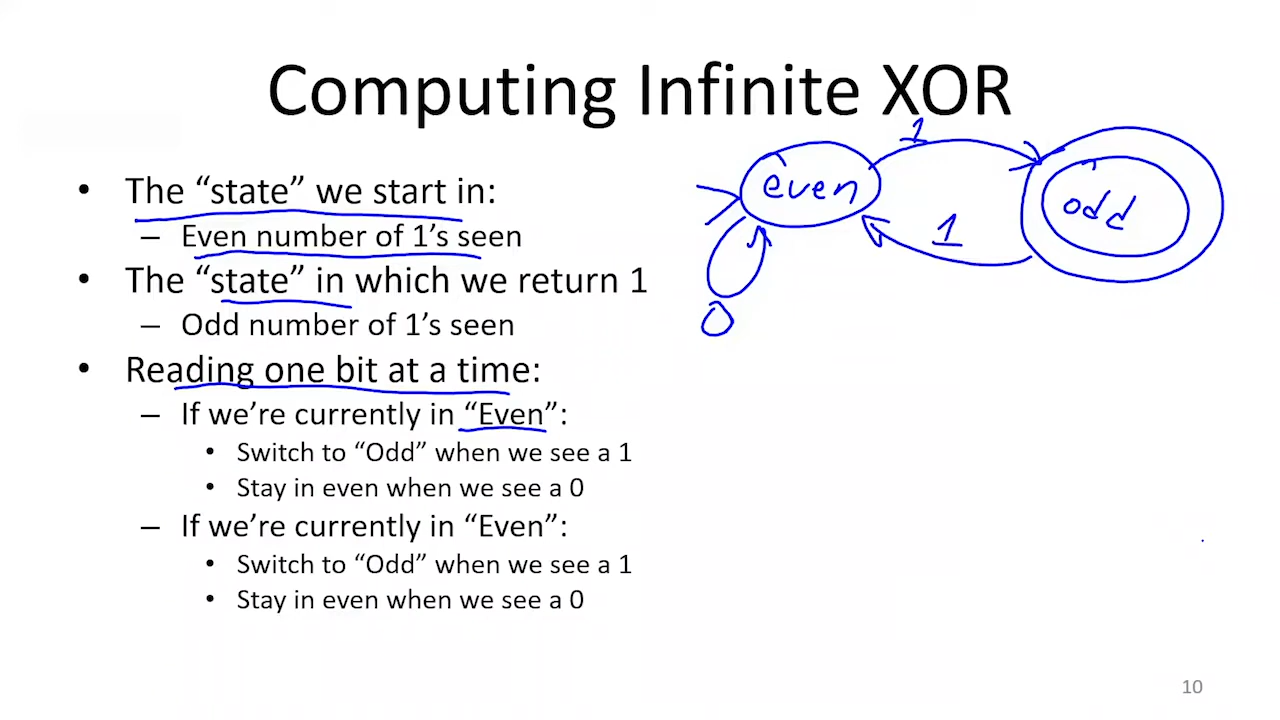 Computing Infinite XOR
• The “state” we start in:
– Even number of 1’s seen
• The “state” in which we return 1
– Odd number of 1’s seen
• Reading one bit at a time:
– If we’re currently in “Even”:
• Switch to “Odd” when we see a 1
• Stay in even when we see a 0
– If we’re currently in “Even”:
• Switch to “Odd” when we see a 1
• Stay in even when we see a 0
1
even
odd
1
0
10